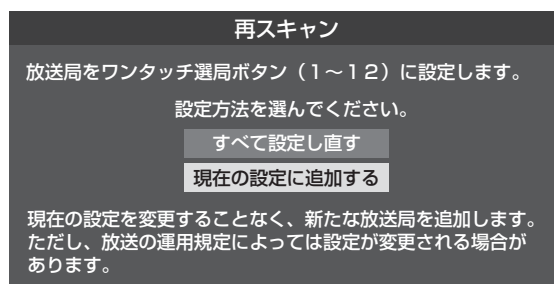 再スキャン
放送局をワンタッチ選局ボタン（１～１２）に設定します。
設定方法を選んでください。
すべて設定し直す
現在の設定に追加する
現在の設定を変更することなく、新たな放送局を追加します。
ただし、放送の運用規定によっては設定が変更される場合が
あります。